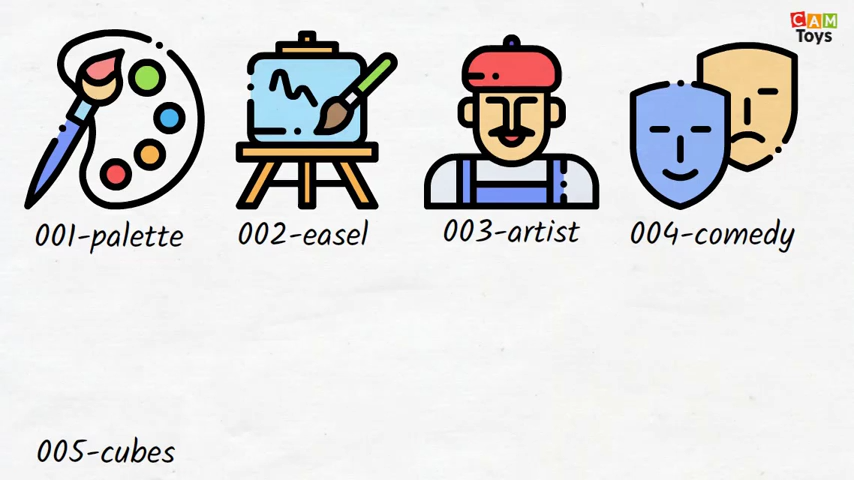 CAM
Toys
001-palette
002-easel
003-artist
004-comedy
005-cubes